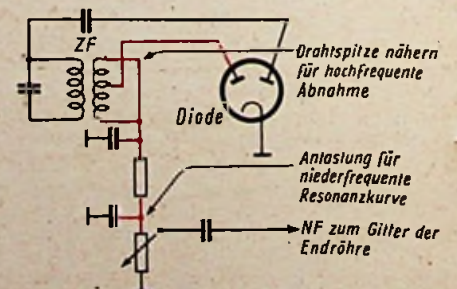 ZF
Drahtspitze nähern
für hochfrequente
Abnahme
Diode
Antastung für
niederfrequente
Resonanzkurve
NF zum Gitter der
Endröhre